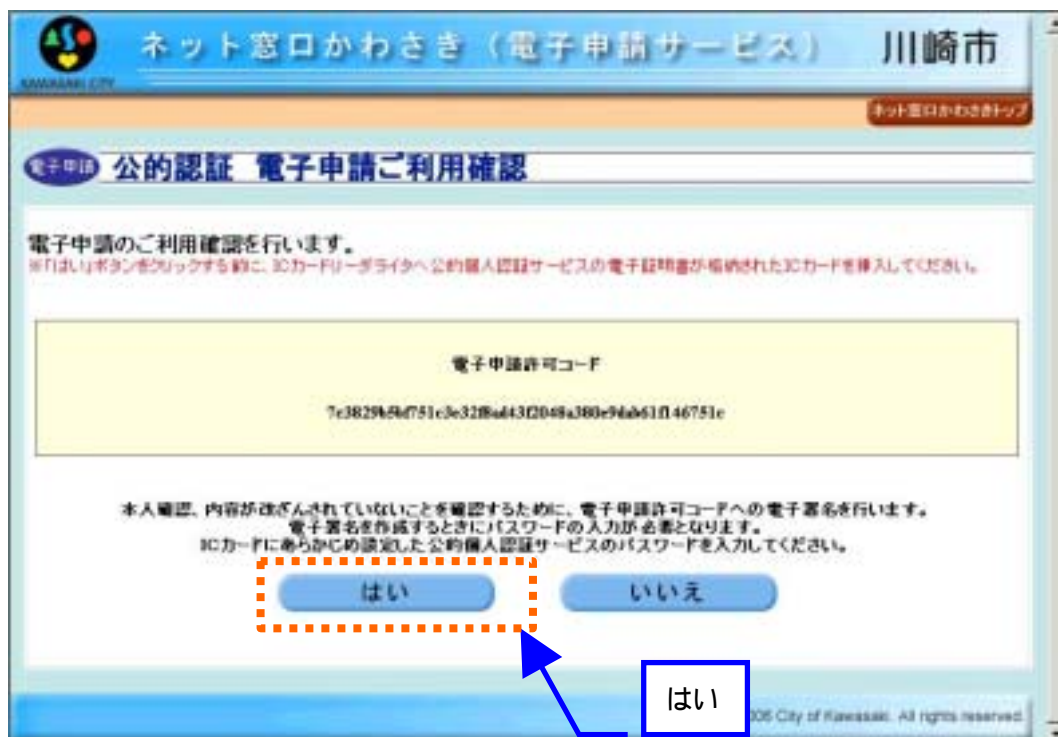 ネット窓口かわさき（電子申請サービス）
川崎市
KAWASAKI CITY
ネット窓口かわさきトップ
電子申請 公的認証 電子申請ご利用確認
電子申請のご利用確認を行います。
※「はい」ボタンをクリックする前に、ICカードリーダライタへ公的個人認証サービスの電子証明書が格納されたICカードを挿入してください。
電子申請許可コード
本人確認、内容が改ざんされていないことを確認するために、電子申請許可コードへの電子署名を行います。
電子署名を作成するときにパスワードの入力が必要となります。
ICカードにあらかじめ設定した公的個人認証サービスのパスワードを入力してください。
はい いいえ
はい
City of Kawasaki. All rights reserved.